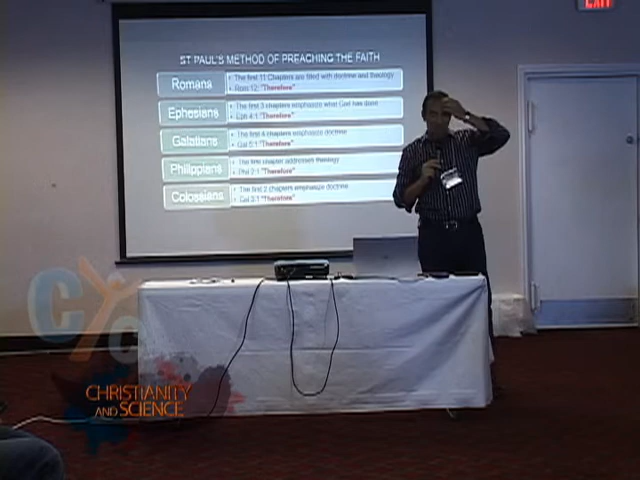 EXIT
ST PAUL'S METHOD OF PREACHING THE FAITH
Romans
• The first 11 Chapters are filled with doctrine and theology
• Rom 12: "Therefore"
Ephesians
• The first 3 chapters emphasize what God has done
• Eph 4:1 "Therefore"
Galatians
• The first 4 chapters emphasize doctrine
• Gal 5:1 "Therefore"
Philippians
• The first chapter addresses theology
• Phil 2:1 "Therefore"
Colossians
• The first 2 chapters emphasize doctrine
• Col 3:1 "Therefore"
CYC
CHRISTIANITY
AND SCIENCE